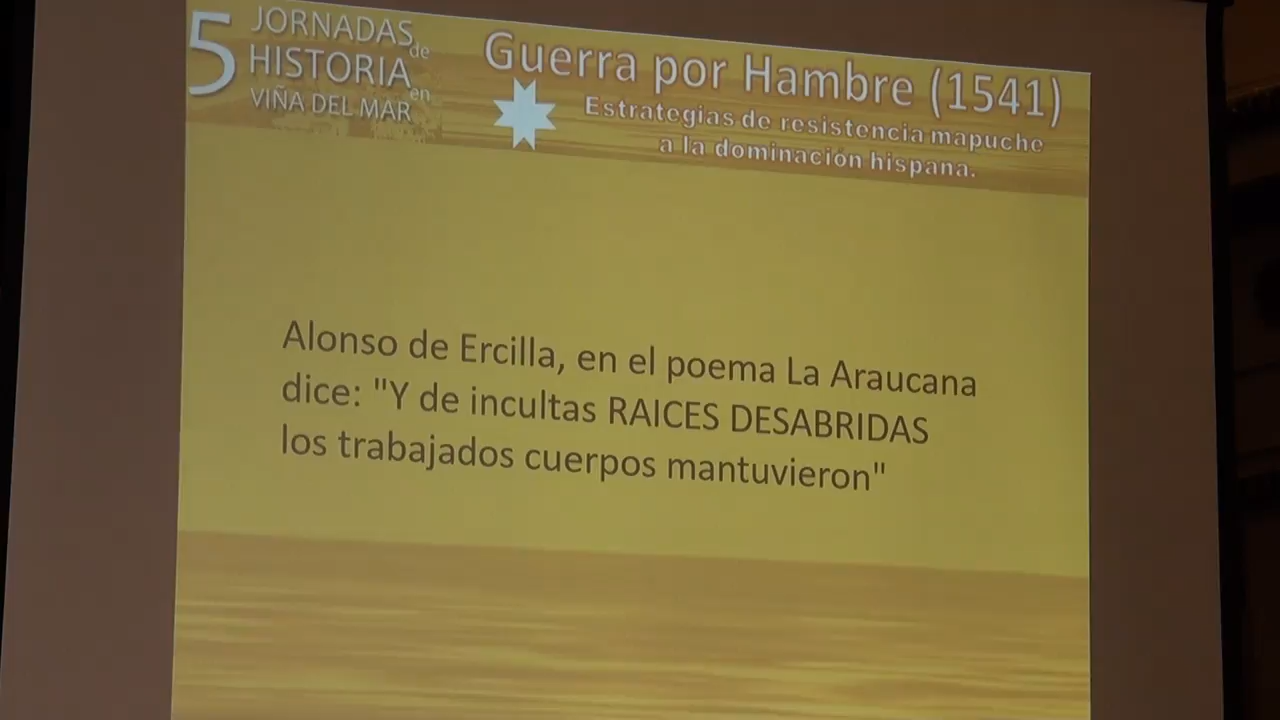 5 JORNADAS de
HISTORIA en
VIÑA DEL MAR
Guerra por Hambre (1541)
Estrategias de resistencia mapuche
a la dominación hispana.
Alonso de Ercilla, en el poema La Araucana
dice: "Y de incultas RAICES DESABRIDAS
los trabajados cuerpos mantuvieron"